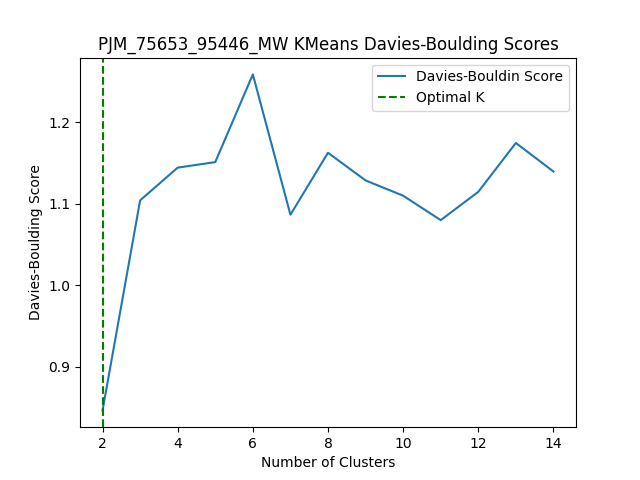 PJM_75653_95446_MW KMeans Davies-Boulding Scores
Davies-Bouldin Score
Optimal K
Davies-Boulding Score
1.2
1.1
1.0
0.9
2 4 6 8 10 12 14
Number of Clusters